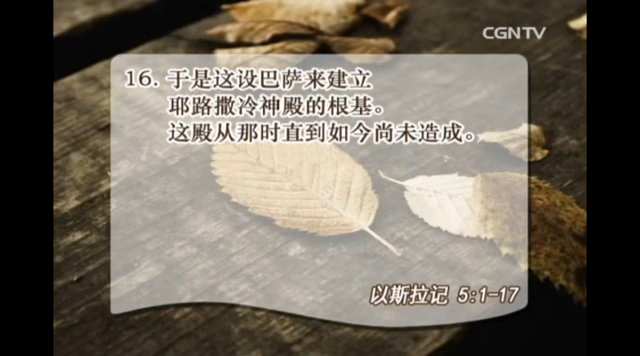 CGNTV
16. 于是这设巴萨来建立
耶路撒冷神殿的根基。
这殿从那时直到如今尚未造成。
以斯拉记 5:1-17